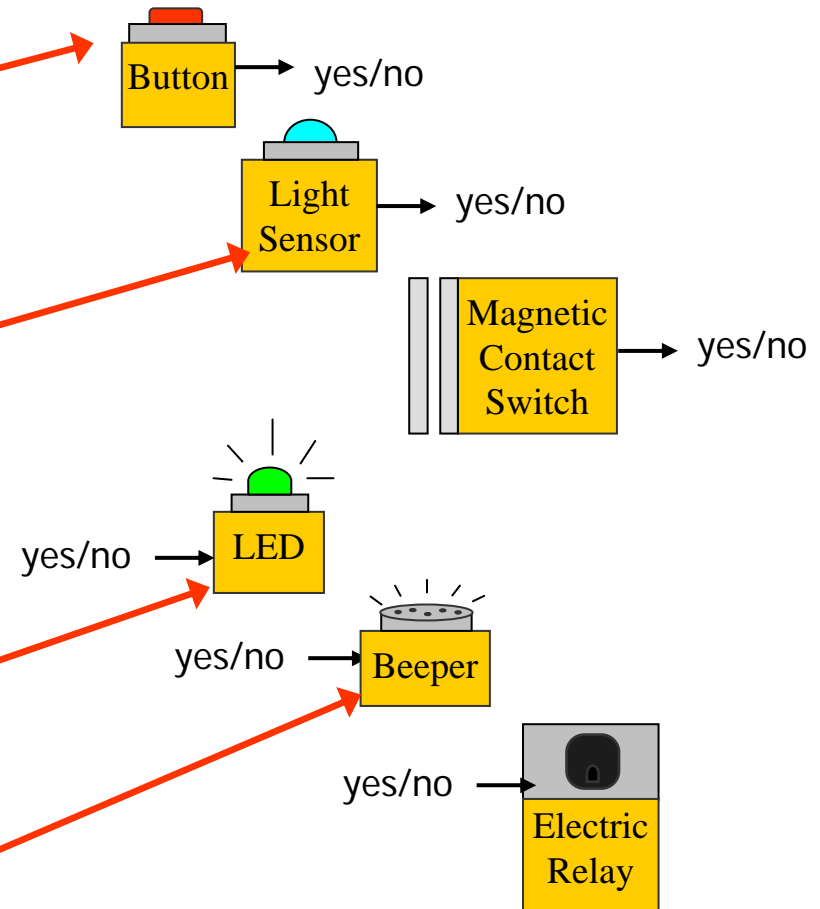 Button
yes/no
Light
Sensor
yes/no
Magnetic
Contact
Switch
yes/no
yes/no
LED
yes/no
Beeper
yes/no
Electric
Relay